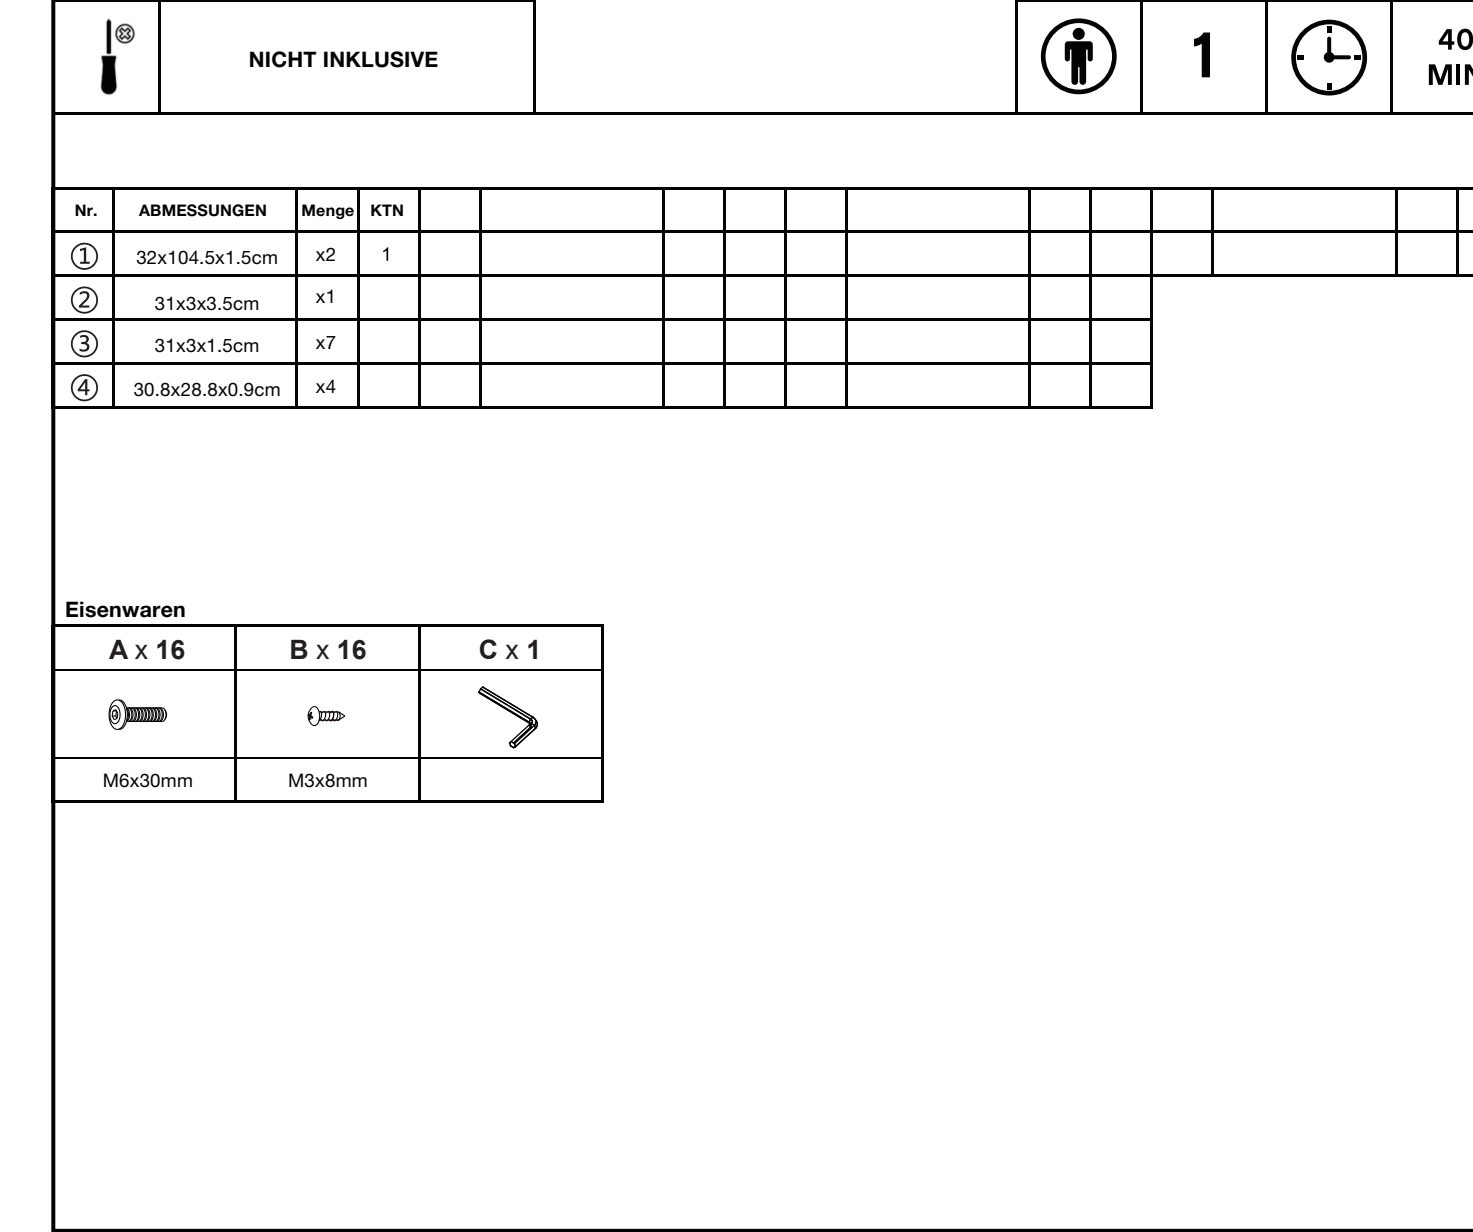 NICHT INKLUSIVE
1
40
MIN
Nr. ABMESSUNGEN Menge KTN
① 32x104.5x1.5cm x2 1
② 31x3x3.5cm x1
③ 31x3x1.5cm x7
④ 30.8x28.8x0.9cm x4
Eisenwaren
A x 16 B x 16 C x 1
M6x30mm M3x8mm